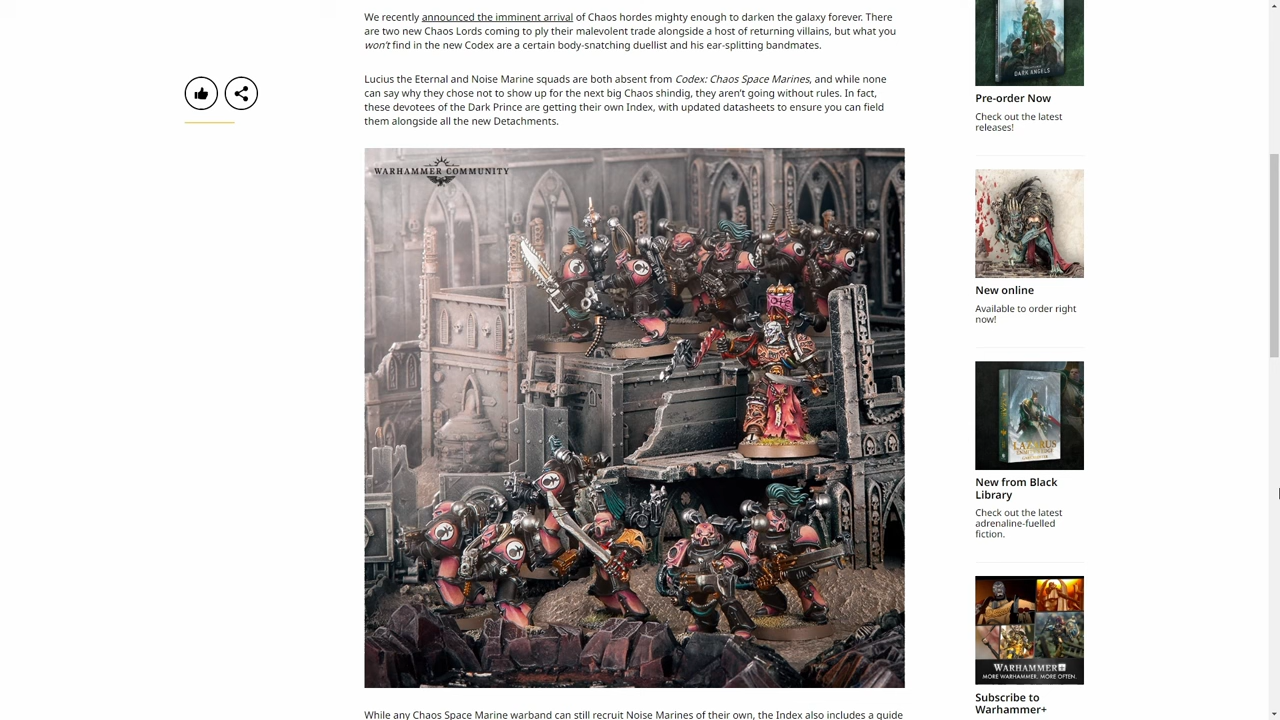 We recently announced the imminent arrival of Chaos hordes mighty enough to darken the galaxy forever. There
are two new Chaos Lords coming to ply their malevolent trade alongside a host of returning villains, but what you
won't find in the new Codex are a certain body-snatching duellist and his ear-splitting bandmates.
Lucius the Eternal and Noise Marine squads are both absent from Codex: Chaos Space Marines, and while none
can say why they chose not to show up for the next big Chaos shindig, they aren't going without rules. In fact,
these devotees of the Dark Prince are getting their own Index, with updated datasheets to ensure you can field
them alongside all the new Detachments.
WARHAMMER COMMUNITY
While any Chaos Space Marine warband can still recruit Noise Marines of their own, the Index also includes a guide
DARK ANGELS
Pre-order Now
Check out the latest
releases!
New online
Available to order right
now!
LAZARUS
New from Black
Library
Check out the latest
adrenaline-fuelled
fiction.
WARHAMMER+
MORE WARHAMMER. MORE OFTEN.
Subscribe to
Warhammer+